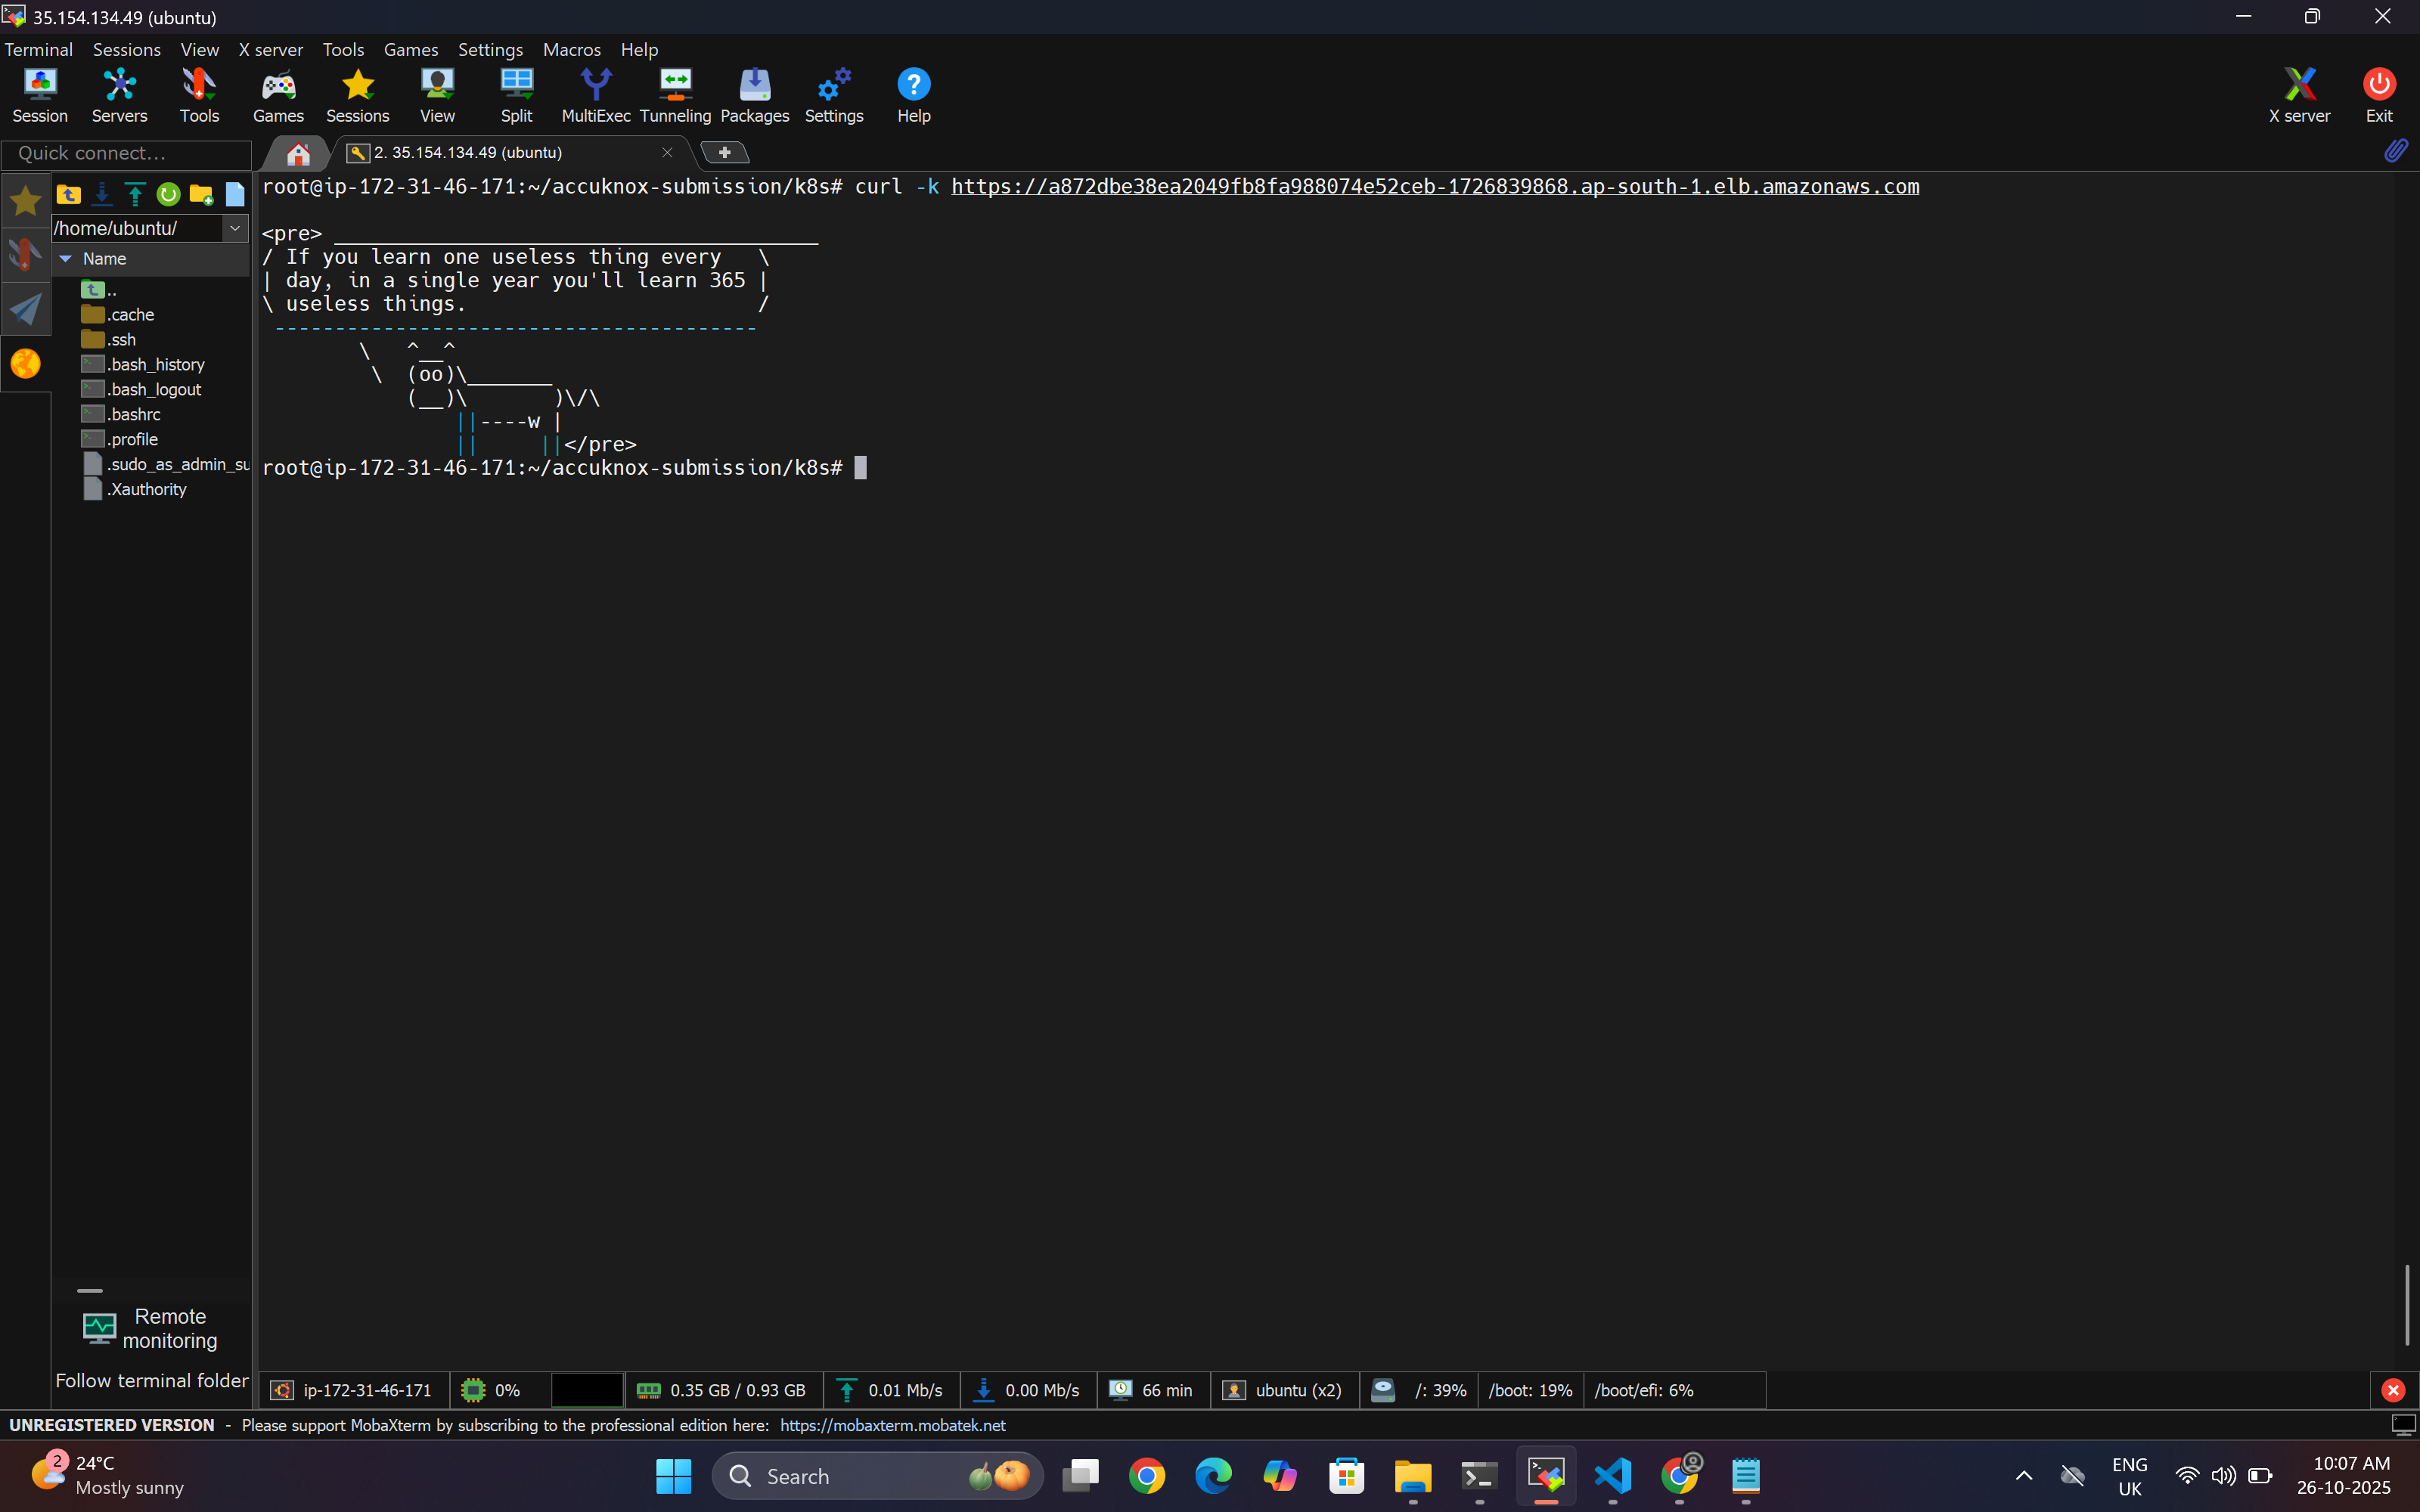 35.154.134.49 (ubuntu)
Terminal Sessions View X server Tools Games Settings Macros Help
Session Servers Tools Games Sessions View Split MultiExec Tunneling Packages Settings Help X server Exit
Quick connect...
2. 35.154.134.49 (ubuntu)
/home/ubuntu/
Name
..
.cache
.ssh
.bash_history
.bash_logout
.bashrc
.profile
.sudo_as_admin_su
.Xauthority
root@ip-172-31-46-171:~/accuknox-submission/k8s# curl -k https://a872dbe38ea2049fb8fa988074e52ceb-1726839868.ap-south-1.elb.amazonaws.com
<pre> ________________________________________
/ If you learn one useless thing every   \
| day, in a single year you'll learn 365 |
\ useless things.                        /
 ----------------------------------------
        \   ^__^
         \  (oo)\_______
            (__)\       )\/\
                ||----w |
                ||     ||</pre>
root@ip-172-31-46-171:~/accuknox-submission/k8s#
Remote
monitoring
Follow terminal folder
ip-172-31-46-171 0% 0.35 GB / 0.93 GB 0.01 Mb/s 0.00 Mb/s 66 min ubuntu (x2) /: 39% /boot: 19% /boot/efi: 6%
UNREGISTERED VERSION - Please support MobaXterm by subscribing to the professional edition here: https://mobaxterm.mobatek.net
2
24°C
Mostly sunny
Search
ENG
UK
10:07 AM
26-10-2025